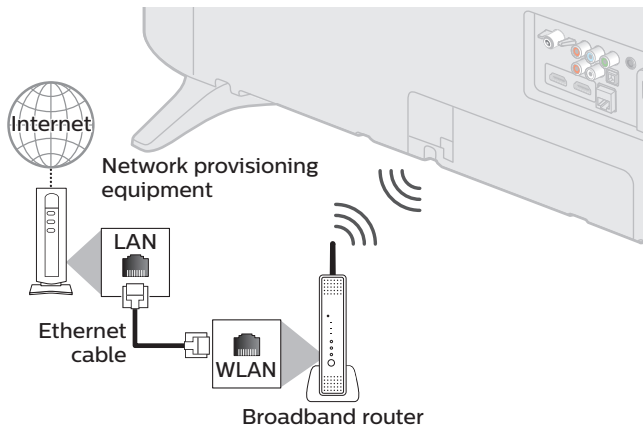 Internet
Network provisioning
equipment
LAN
Ethernet
cable
WLAN
Broadband router